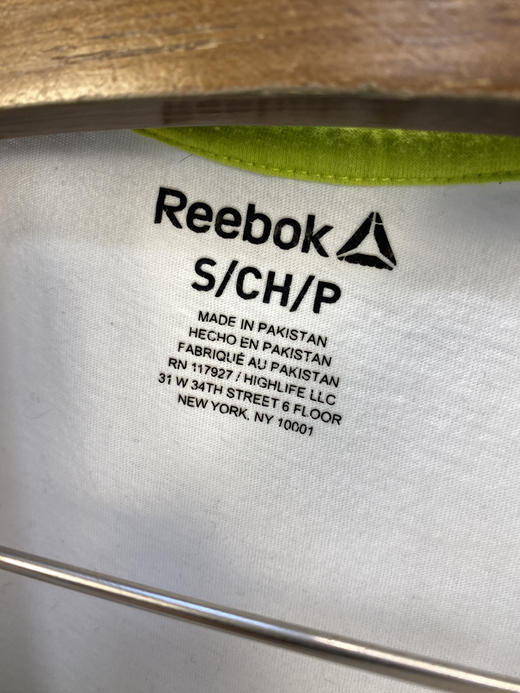 Reebok
S/CH/P
MADE IN PAKISTAN
HECHO EN PAKISTAN
FABRIQUÉ AU PAKISTAN
RN 117927 / HIGHLIFE LLC
31 W 34TH STREET 6 FLOOR
NEW YORK, NY 10001